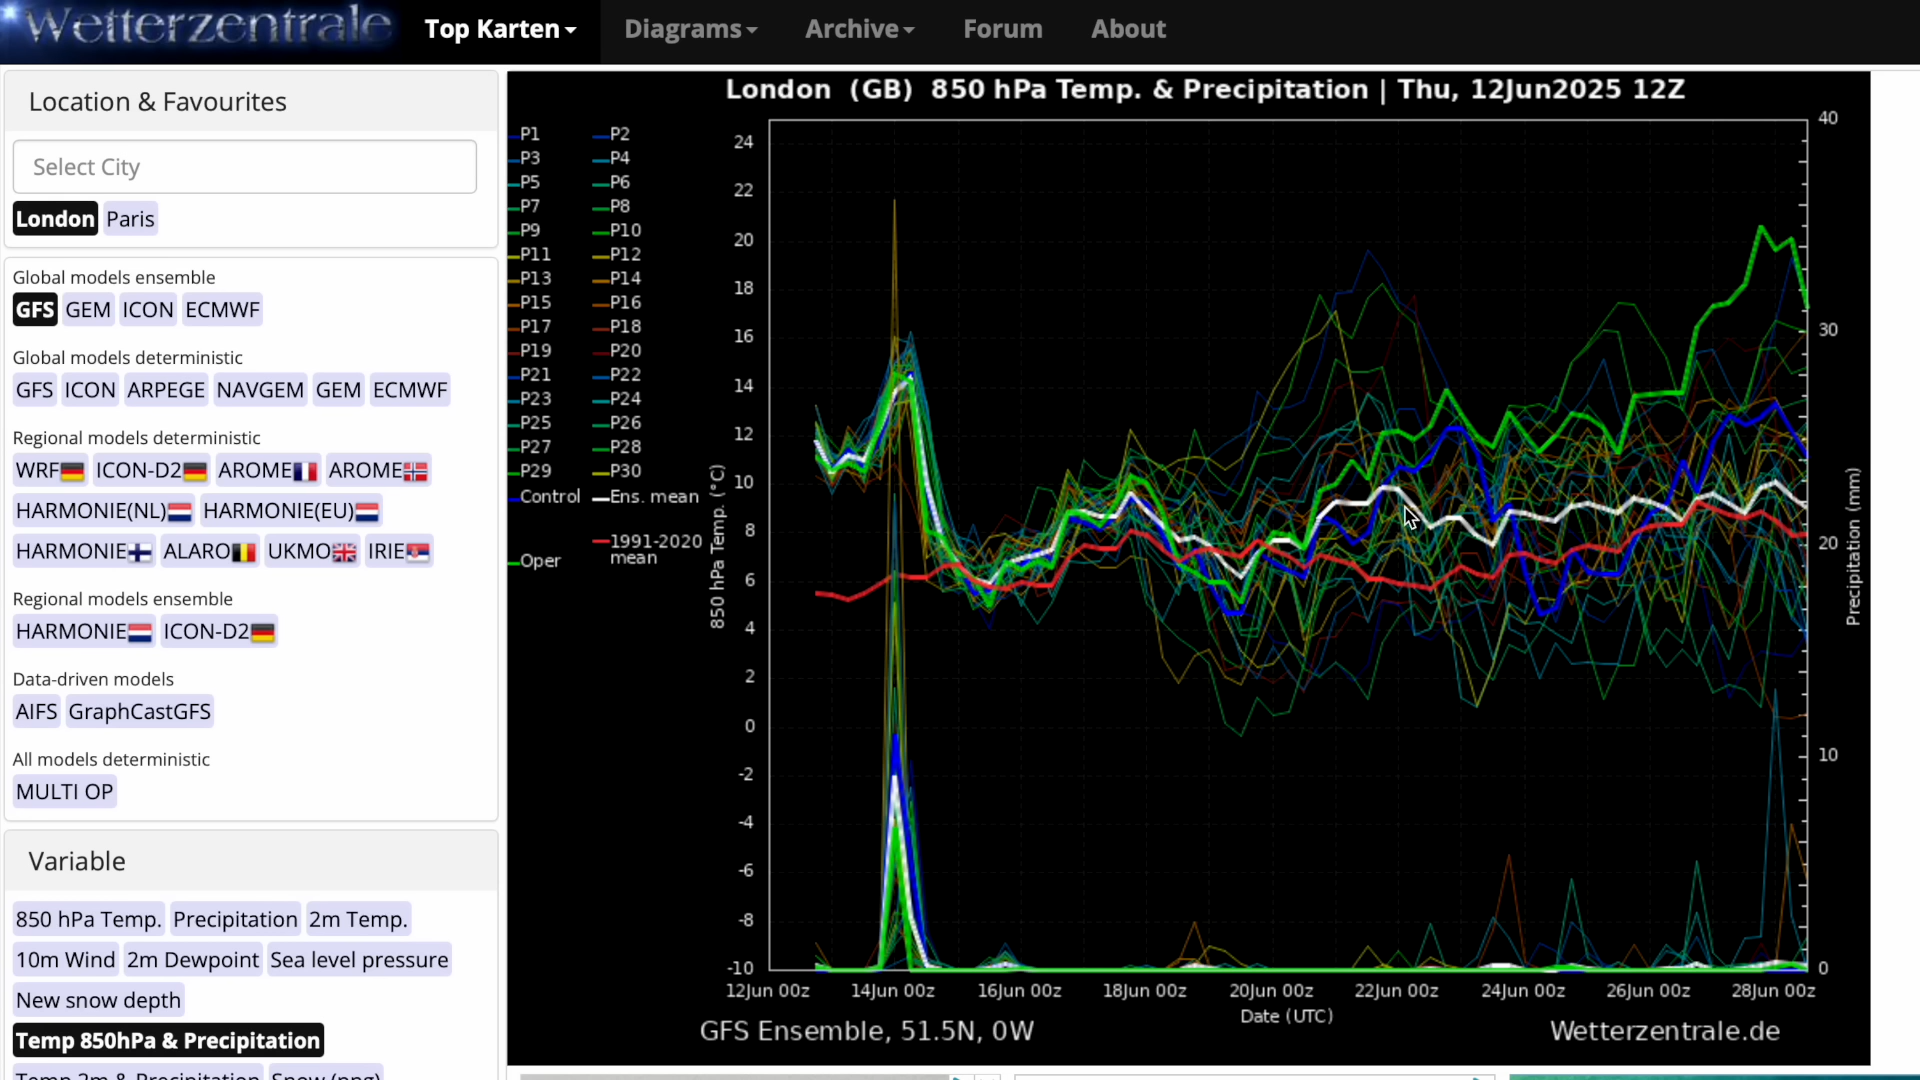 Wetterzentrale
Top Karten
Diagrams
Archive
Forum
About
Location & Favourites
Select City
London Paris
Global models ensemble
GFS GEM ICON ECMWF
Global models deterministic
GFS ICON ARPEGE NAVGEM GEM ECMWF
Regional models deterministic
WRF ICON-D2 AROME AROME
HARMONIE(NL) HARMONIE(EU)
HARMONIE ALARO UKMO IRIE
Regional models ensemble
HARMONIE ICON-D2
Data-driven models
AIFS GraphCastGFS
All models deterministic
MULTI OP
Variable
850 hPa Temp. Precipitation 2m Temp.
10m Wind 2m Dewpoint Sea level pressure
New snow depth
Temp 850hPa & Precipitation
Temp 2m & Precipitation Snow (png)
London (GB) 850 hPa Temp. & Precipitation | Thu, 12Jun2025 12Z
P1 P2
P3 P4
P5 P6
P7 P8
P9 P10
P11 P12
P13 P14
P15 P16
P17 P18
P19 P20
P21 P22
P23 P24
P25 P26
P27 P28
P29 P30
Control Ens. mean
Oper 1991-2020
mean
850 hPa Temp. (°C)
24
22
20
18
16
14
12
10
8
6
4
2
0
-2
-4
-6
-8
-10
40
30
20
10
0
Precipitation (mm)
12Jun 00z 14Jun 00z 16Jun 00z 18Jun 00z 20Jun 00z 22Jun 00z 24Jun 00z 26Jun 00z 28Jun 00z
Date (UTC)
GFS Ensemble, 51.5N, 0W
Wetterzentrale.de